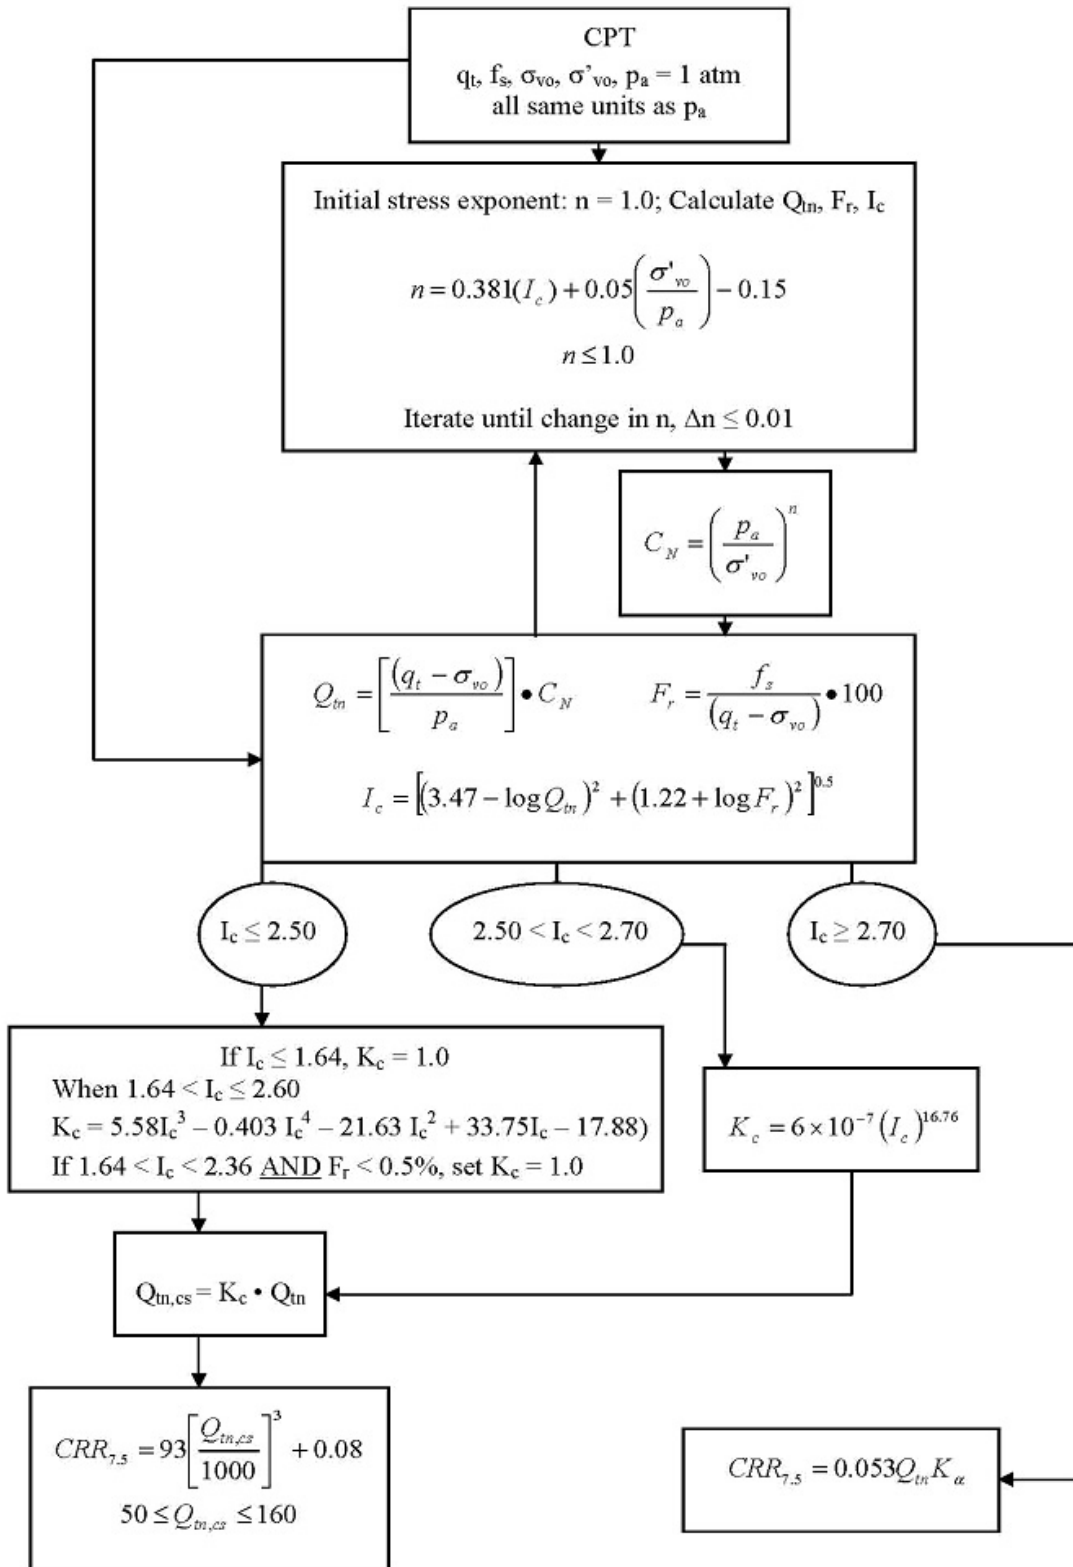 CPT
qt, fs, σvo, σ'vo, pa = 1 atm
all same units as pa
Initial stress exponent: n = 1.0; Calculate Qtn, Fr, Ic
n = 0.381(Ic) + 0.05(σ'vo / pa) − 0.15
n ≤ 1.0
Iterate until change in n, Δn ≤ 0.01
CN = (pa / σ'vo)^n
Qtn = [(qt − σvo) / pa] • CN
Fr = fs / (qt − σvo) • 100
Ic = [(3.47 − log Qtn)^2 + (1.22 + log Fr)^2]^0.5
Ic ≤ 2.50
2.50 < Ic < 2.70
Ic ≥ 2.70
If Ic ≤ 1.64, Kc = 1.0
When 1.64 < Ic ≤ 2.60
Kc = 5.58Ic^3 – 0.403 Ic^4 – 21.63 Ic^2 + 33.75Ic – 17.88)
If 1.64 < Ic < 2.36 AND Fr < 0.5%, set Kc = 1.0
Kc = 6 × 10^-7 (Ic)^16.76
Qtn,cs = Kc • Qtn
CRR7.5 = 93[Qtn,cs / 1000]^3 + 0.08
50 ≤ Qtn,cs ≤ 160
CRR7.5 = 0.053Qtn Kα